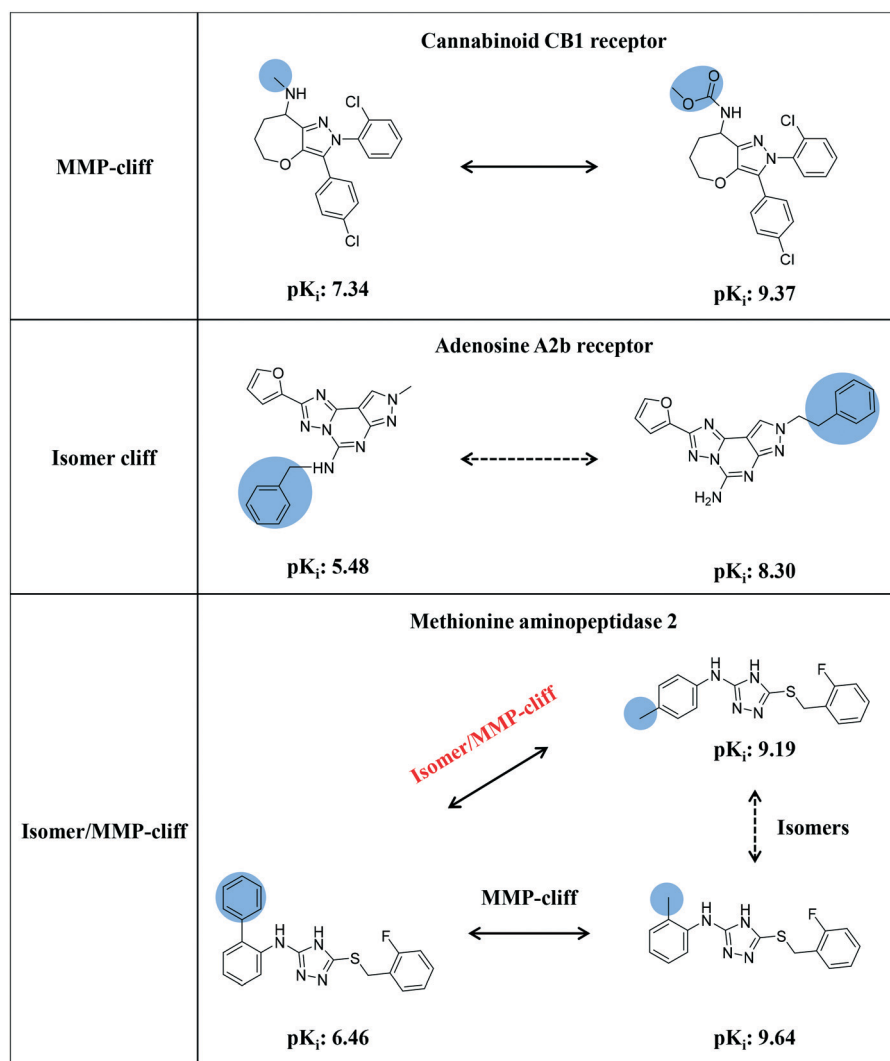 Cannabinoid CB1 receptor
MMP-cliff
NH
N
N
Cl
O
Cl
pKi: 7.34
O
O
NH
N
N
Cl
O
Cl
pKi: 9.37
Adenosine A2b receptor
Isomer cliff
O
N
N
N
N
N
N
HN
pKi: 5.48
O
N
N
N
N
N
N
H2N
pKi: 8.30
Methionine aminopeptidase 2
Isomer/MMP-cliff
H
N
H
N
N
N
S
F
pKi: 9.19
Isomer/MMP-cliff
Isomers
MMP-cliff
H
N
H
N
N
N
S
F
pKi: 6.46
H
N
H
N
N
N
S
F
pKi: 9.64